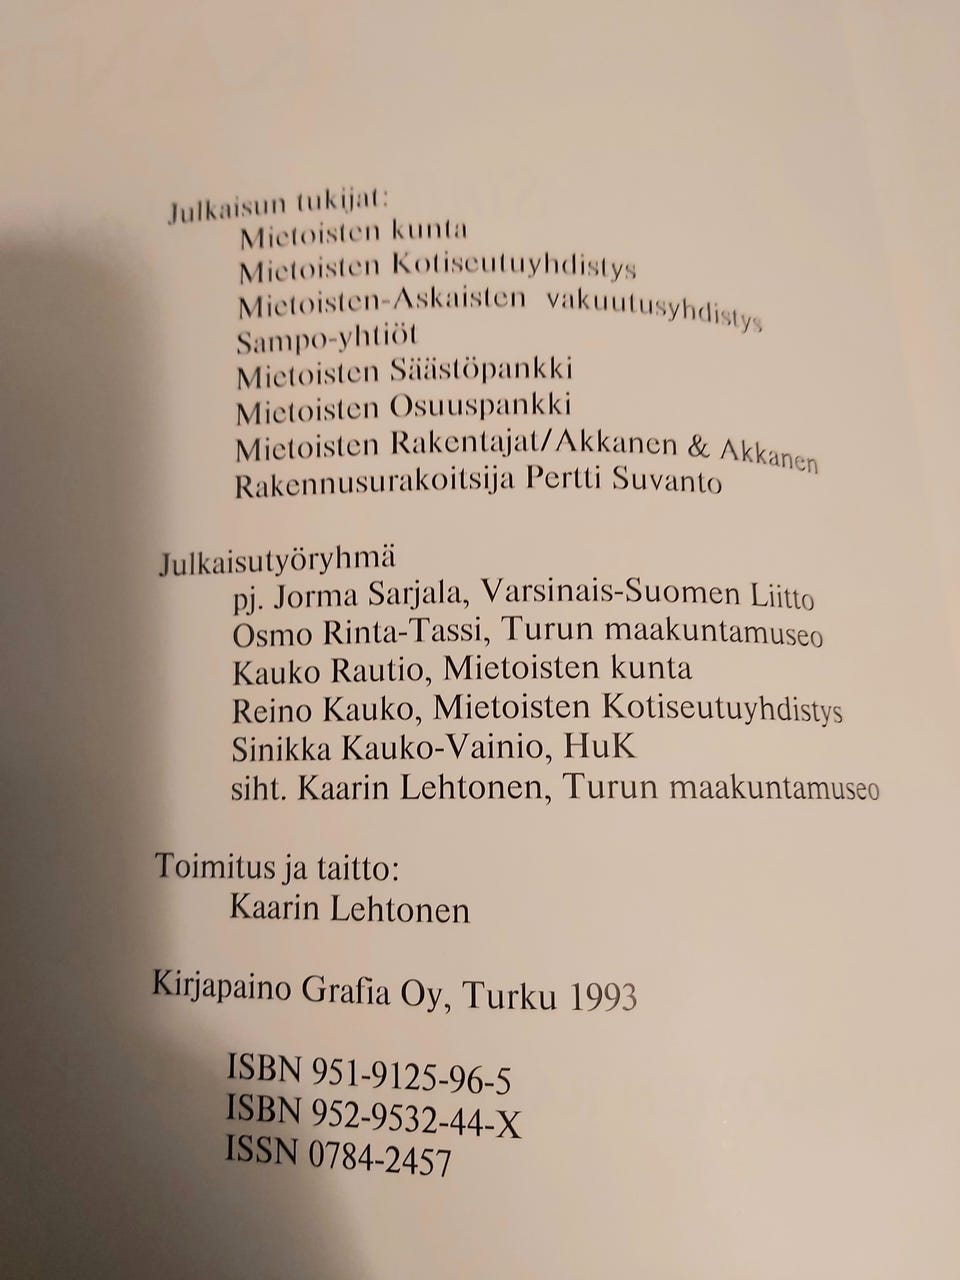 Julkaisun tukijat:
Mietoisten kunta
Mietoisten Kotiseutuyhdistys
Mietoisten-Askaisten vakuutusyhdistys
Sampo-yhtiöt
Mietoisten Säästöpankki
Mietoisten Osuuspankki
Mietoisten Rakentajat/Akkanen & Akkanen
Rakennusurakoitsija Pertti Suvanto
Julkaisutyöryhmä
pj. Jorma Sarjala, Varsinais-Suomen Liitto
Osmo Rinta-Tassi, Turun maakuntamuseo
Kauko Rautio, Mietoisten kunta
Reino Kauko, Mietoisten Kotiseutuyhdistys
Sinikka Kauko-Vainio, HuK
siht. Kaarin Lehtonen, Turun maakuntamuseo
Toimitus ja taitto:
Kaarin Lehtonen
Kirjapaino Grafia Oy, Turku 1993
ISBN 951-9125-96-5
ISBN 952-9532-44-X
ISSN 0784-2457